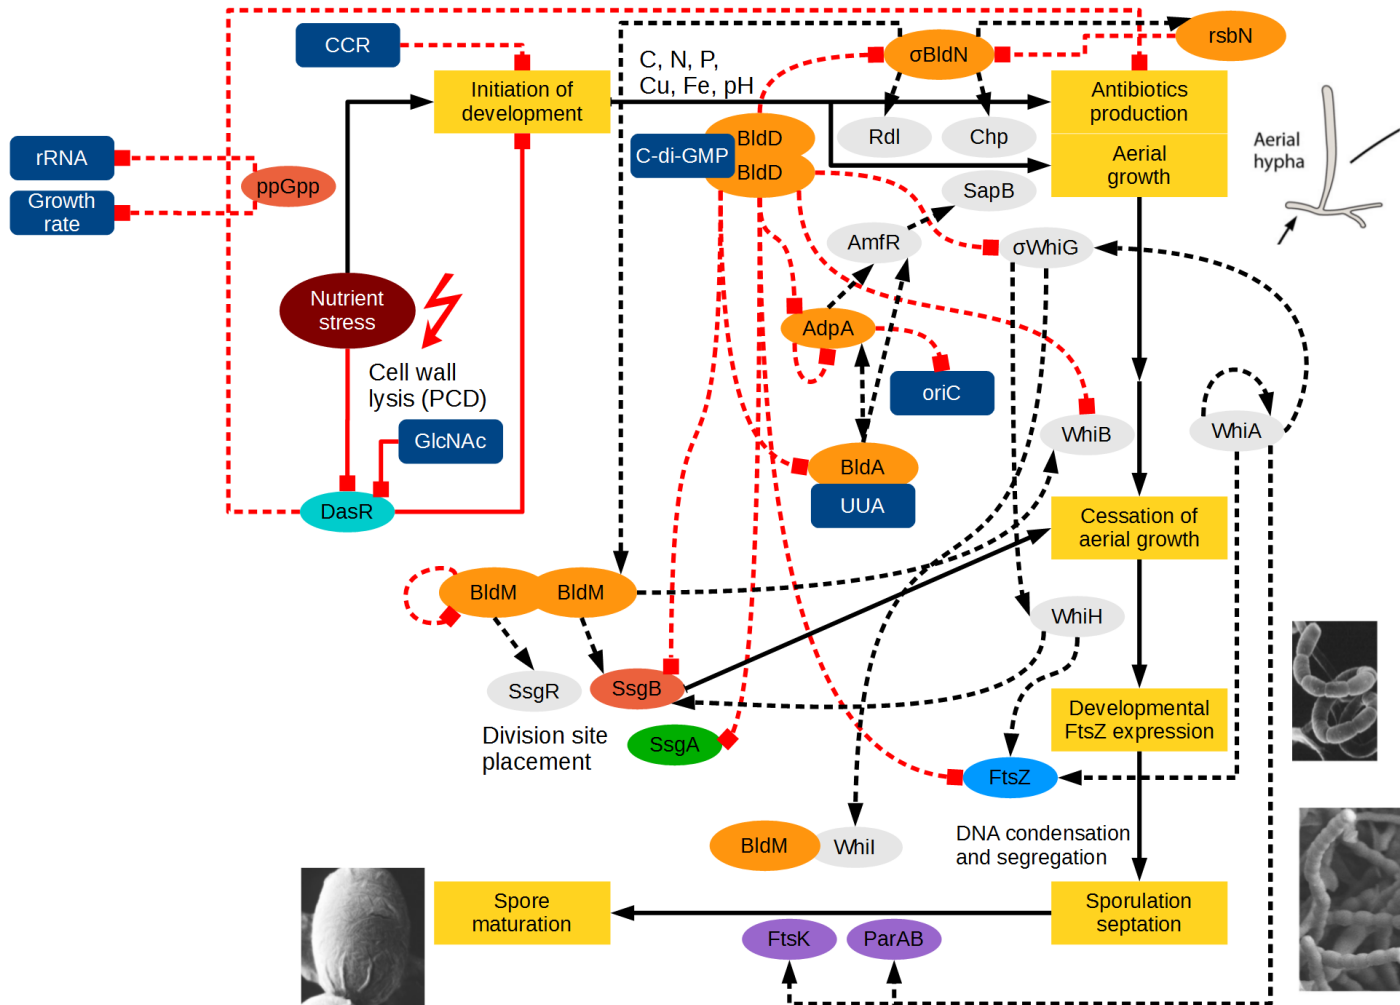 CCR
C, N, P,
Cu, Fe, pH
σBldN
rsbN
Initiation of
development
Antibiotics
production
Rdl
Chp
rRNA
ppGpp
Growth
rate
C-di-GMP
BldD
BldD
Aerial
growth
Aerial
hypha
SapB
AmfR
σWhiG
Nutrient
stress
Cell wall
lysis (PCD)
AdpA
oriC
GlcNAc
WhiB
WhiA
BldA
UUA
DasR
Cessation of
aerial growth
BldM
BldM
WhiH
SsgR
SsgB
Division site
placement
SsgA
Developmental
FtsZ expression
FtsZ
BldM
WhiI
DNA condensation
and segregation
Spore
maturation
Sporulation
septation
FtsK
ParAB